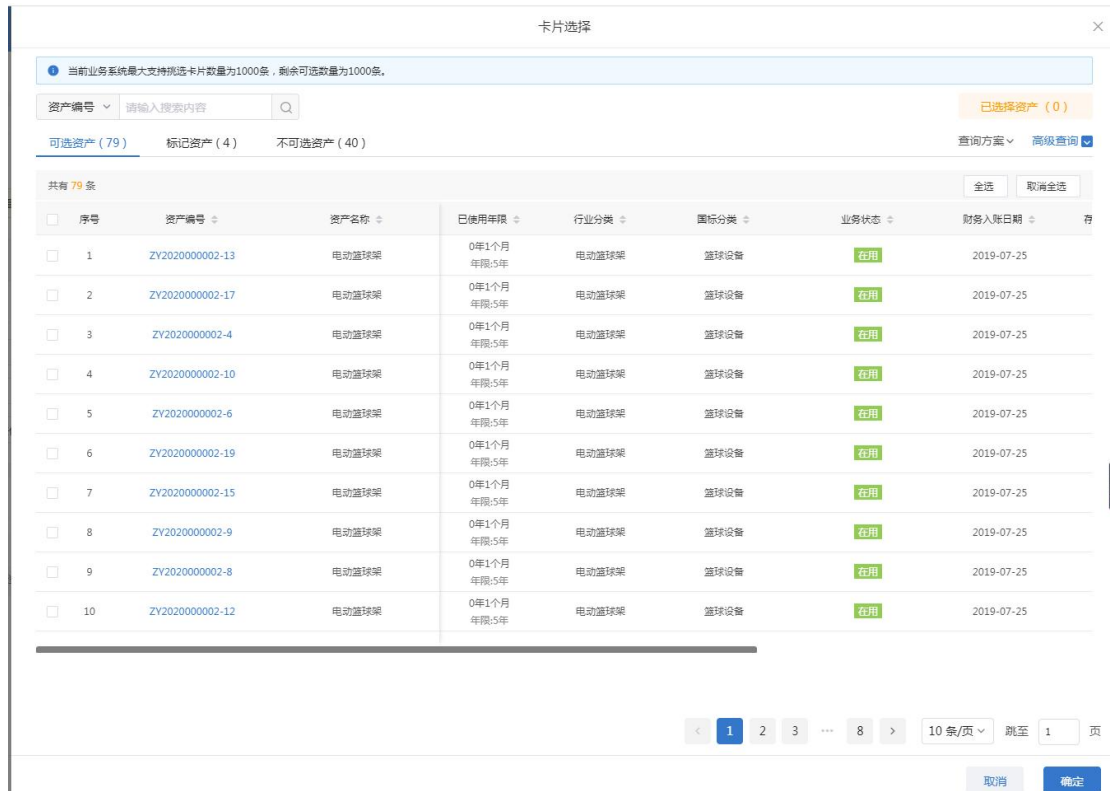 卡片选择
当前业务系统最大支持挑选卡片数量为1000条，剩余可选数量为1000条。
资产编号 请输入搜索内容 已选择资产 (0)
可选资产 (79) 标记资产 (4) 不可选资产 (40) 查询方案 高级查询
共有 79 条 全选 取消全选
序号 资产编号 资产名称 已使用年限 行业分类 国标分类 业务状态 财务入账日期 存
1 ZY2020000002-13 电动篮球架 0年1个月 电动篮球架 篮球设备 在用 2019-07-25
年限:5年
2 ZY2020000002-17 电动篮球架 0年1个月 电动篮球架 篮球设备 在用 2019-07-25
年限:5年
3 ZY2020000002-4 电动篮球架 0年1个月 电动篮球架 篮球设备 在用 2019-07-25
年限:5年
4 ZY2020000002-10 电动篮球架 0年1个月 电动篮球架 篮球设备 在用 2019-07-25
年限:5年
5 ZY2020000002-6 电动篮球架 0年1个月 电动篮球架 篮球设备 在用 2019-07-25
年限:5年
6 ZY2020000002-19 电动篮球架 0年1个月 电动篮球架 篮球设备 在用 2019-07-25
年限:5年
7 ZY2020000002-15 电动篮球架 0年1个月 电动篮球架 篮球设备 在用 2019-07-25
年限:5年
8 ZY2020000002-9 电动篮球架 0年1个月 电动篮球架 篮球设备 在用 2019-07-25
年限:5年
9 ZY2020000002-8 电动篮球架 0年1个月 电动篮球架 篮球设备 在用 2019-07-25
年限:5年
10 ZY2020000002-12 电动篮球架 0年1个月 电动篮球架 篮球设备 在用 2019-07-25
年限:5年
1 2 3 ••• 8 10 条/页 跳至 1 页
取消 确定